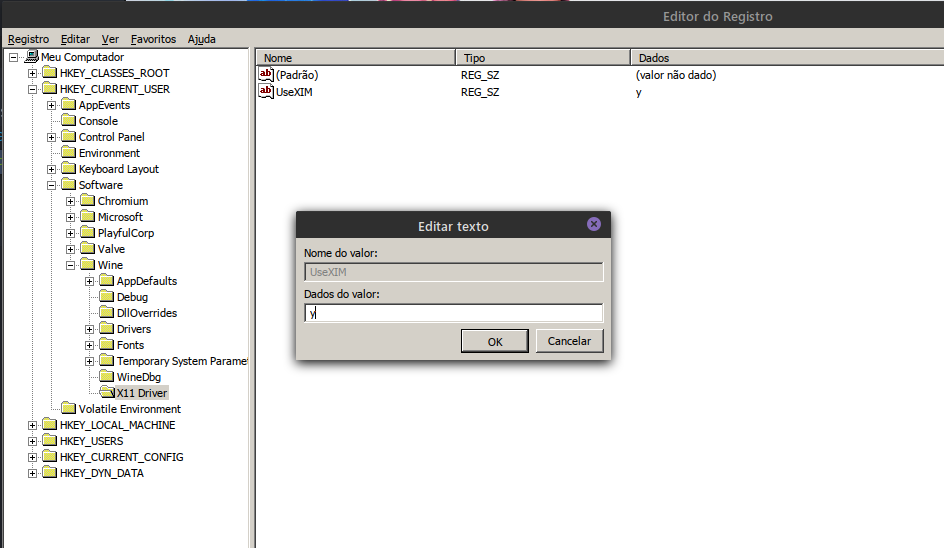 Editor do Registro
Registro Editar Ver Favoritos Ajuda
Meu Computador
HKEY_CLASSES_ROOT
HKEY_CURRENT_USER
AppEvents
Console
Control Panel
Environment
Keyboard Layout
Software
Chromium
Microsoft
PlayfulCorp
Valve
Wine
AppDefaults
Debug
DllOverrides
Drivers
Fonts
Temporary System Paramet
WineDbg
X11 Driver
Volatile Environment
HKEY_LOCAL_MACHINE
HKEY_USERS
HKEY_CURRENT_CONFIG
HKEY_DYN_DATA
Nome Tipo Dados
ab (Padrão) REG_SZ (valor não dado)
ab UseXIM REG_SZ y
Editar texto
Nome do valor:
UseXIM
Dados do valor:
y
OK Cancelar